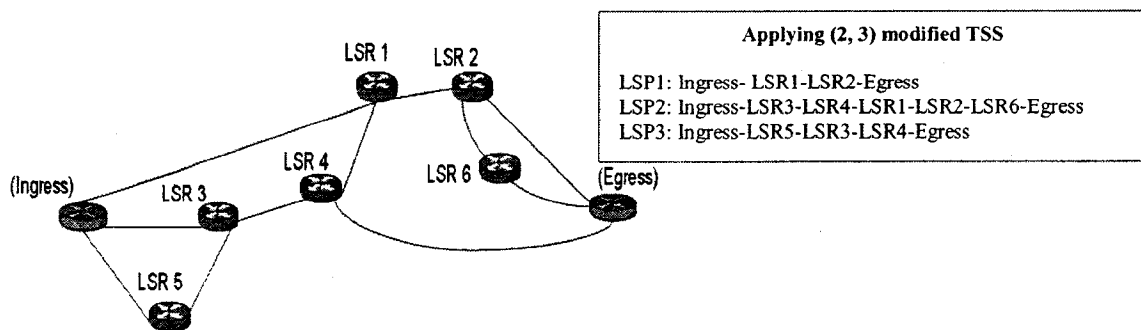 Applying (2, 3) modified TSS
LSP1: Ingress- LSR1-LSR2-Egress
LSP2: Ingress-LSR3-LSR4-LSR1-LSR2-LSR6-Egress
LSP3: Ingress-LSR5-LSR3-LSR4-Egress
LSR 1
LSR 2
LSR 4
LSR 6
(Egress)
(Ingress)
LSR 3
LSR 5